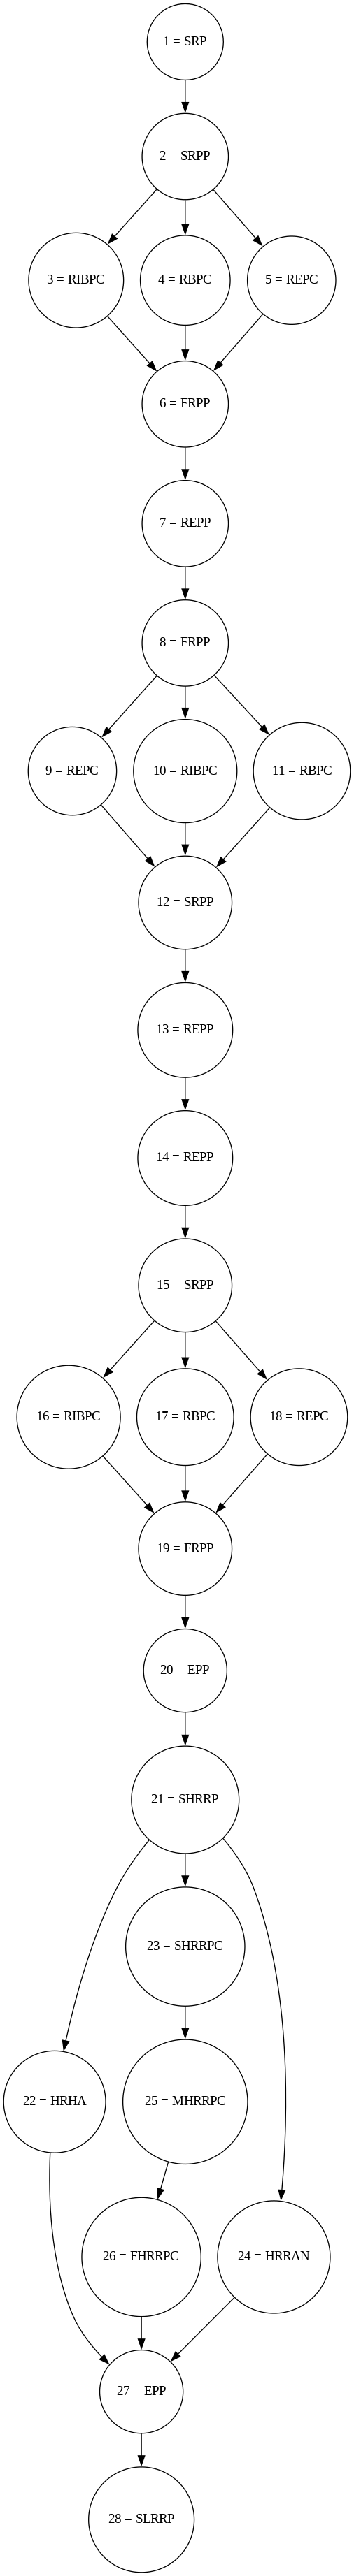 1 = SRP
2 = SRPP
3 = RIBPC
4 = RBPC
5 = REPC
6 = FRPP
7 = REPP
8 = FRPP
9 = REPC
10 = RIBPC
11 = RBPC
12 = SRPP
13 = REPP
14 = REPP
15 = SRPP
16 = RIBPC
17 = RBPC
18 = REPC
19 = FRPP
20 = EPP
21 = SHRRP
23 = SHRRPC
22 = HRHA
25 = MHRRPC
26 = FHRRPC
24 = HRRAN
27 = EPP
28 = SLRRP